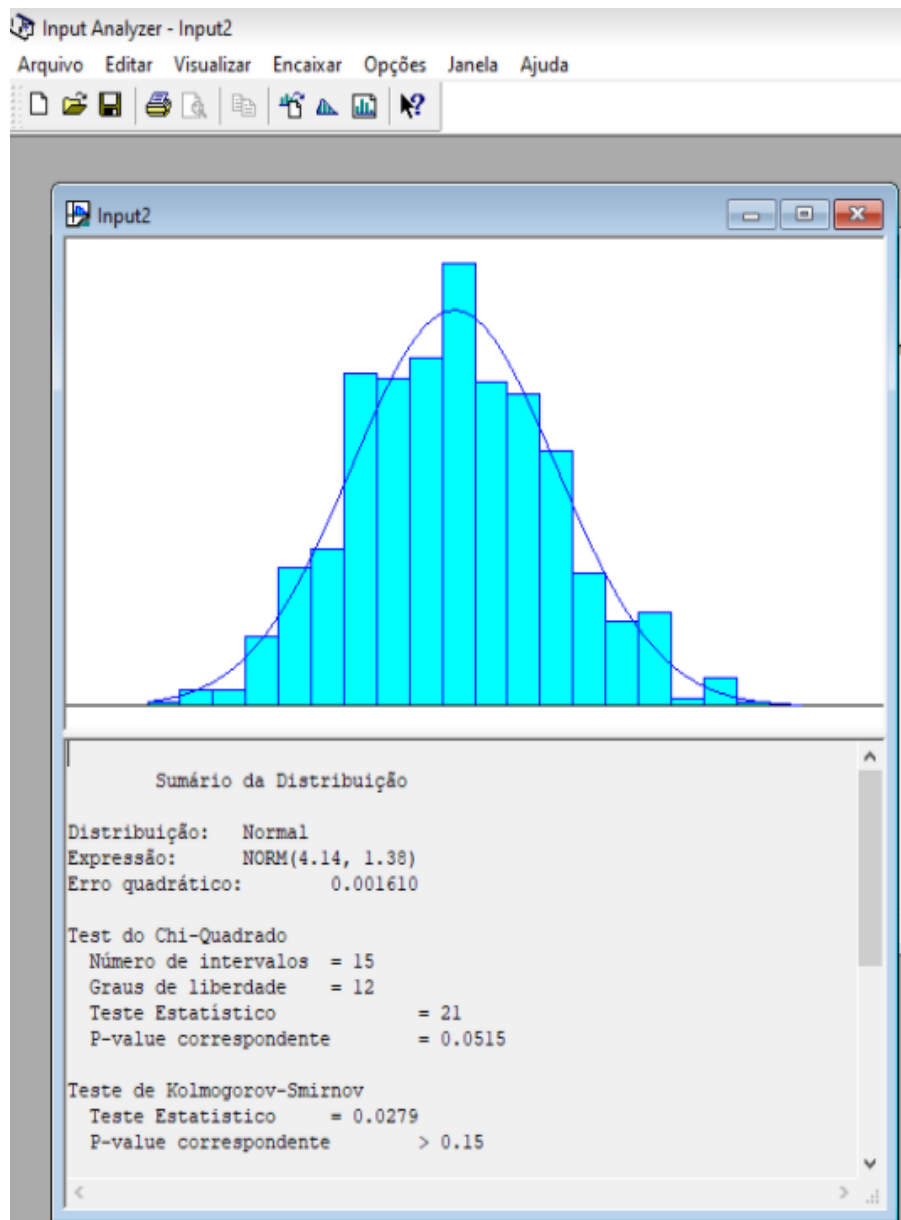 Input Analyzer - Input2
Arquivo Editar Visualizar Encaixar Opções Janela Ajuda
Input2
Sumário da Distribuição
Distribuição: Normal
Expressão: NORM(4.14, 1.38)
Erro quadrático: 0.001610
Test do Chi-Quadrado
Número de intervalos = 15
Graus de liberdade = 12
Teste Estatístico = 21
P-value correspondente = 0.0515
Teste de Kolmogorov-Smirnov
Teste Estatístico = 0.0279
P-value correspondente > 0.15